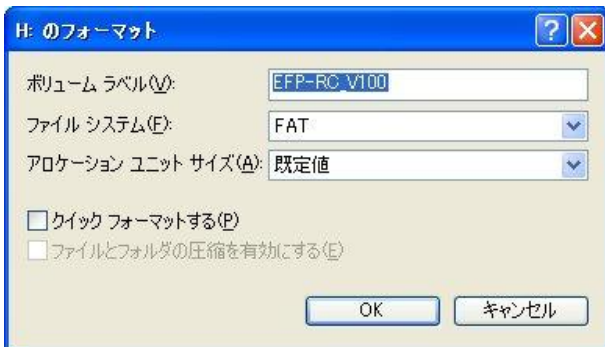 H: のフォーマット
ボリューム ラベル(V): EFP-RC_V100
ファイル システム(F): FAT
アロケーション ユニット サイズ(A): 既定値
クイック フォーマットする(P)
ファイルとフォルダの圧縮を有効にする(E)
OK キャンセル